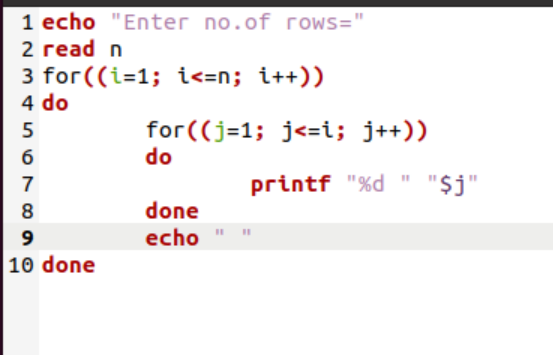 1 echo "Enter no.of rows="
2 read n
3 for((i=1; i<=n; i++))
4 do
5         for((j=1; j<=i; j++))
6         do
7                 printf "%d " "$j"
8         done
9         echo " "
10 done